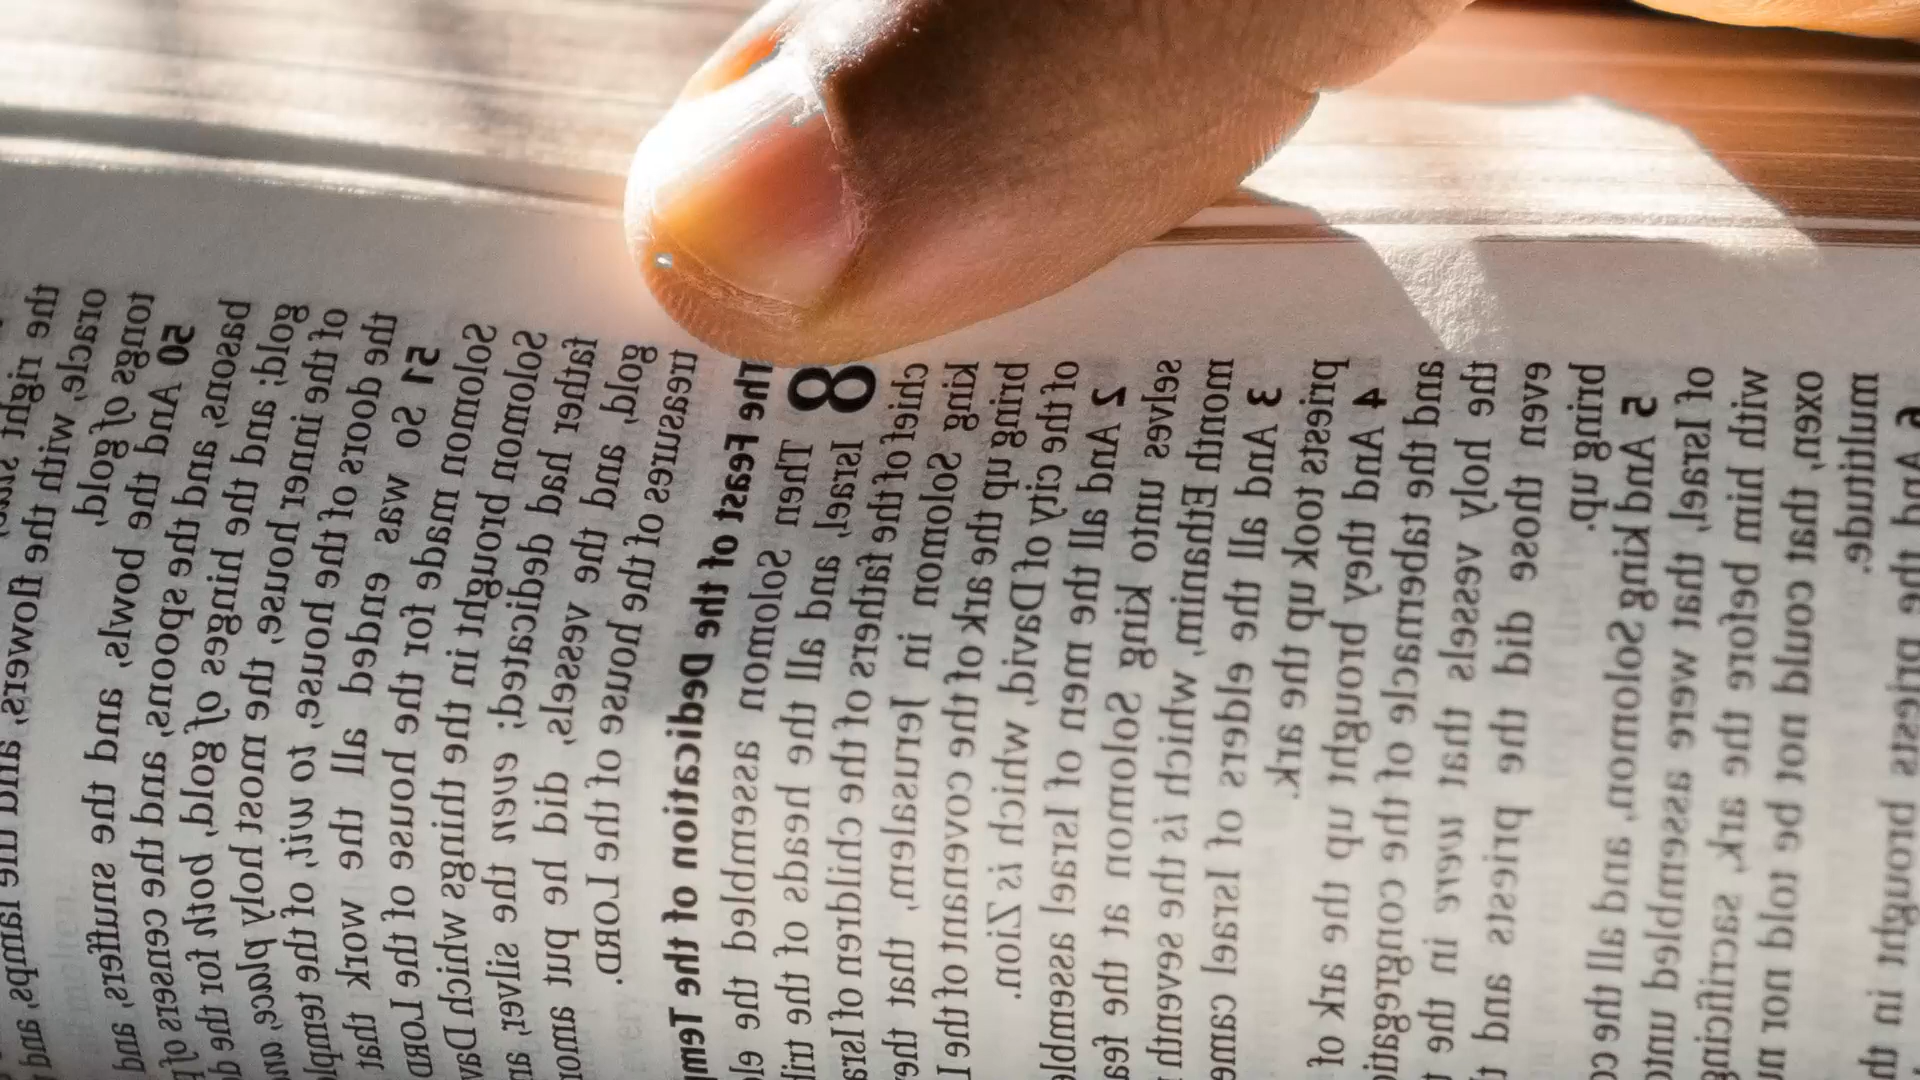 the right side,
oracle, with the flowers, and the lamps, and
tongs of gold,
50 And the bowls, and the snuffers, and
basons, and the spoons, and the censers of
gold; and the hinges of gold, both for the d
of the inner house, the most holy place,
the doors of the house, to wit, of the temple
51 So was ended all the work that
Solomon made for the house of the LORD
Solomon brought in the things which Dav
father had dedicated; even the silver, an
gold, and the vessels, did he put amor
treasures of the house of the LORD.
The Feast of the Dedication of the Temp
8 Then Solomon assembled the el
Israel, and all the heads of the tri
chief of the fathers of the children of Isra
king Solomon in Jerusalem, that
bring up the ark of the covenant of the L
of the city of David, which is Zion.
2 And all the men of Israel assemble
selves unto king Solomon at the fea
month Ethanim, which is the seventh
3 And all the elders of Israel came
priests took up the ark.
4 And they brought up the ark of
and the tabernacle of the congregati
the holy vessels that were in the t
even those did the priests and t
bring up.
5 And king Solomon, and all the co
of Israel, that were assembled unto
with him before the ark, sacrificing
oxen, that could not be told nor nu
multitude.
6 And the priests brought in th